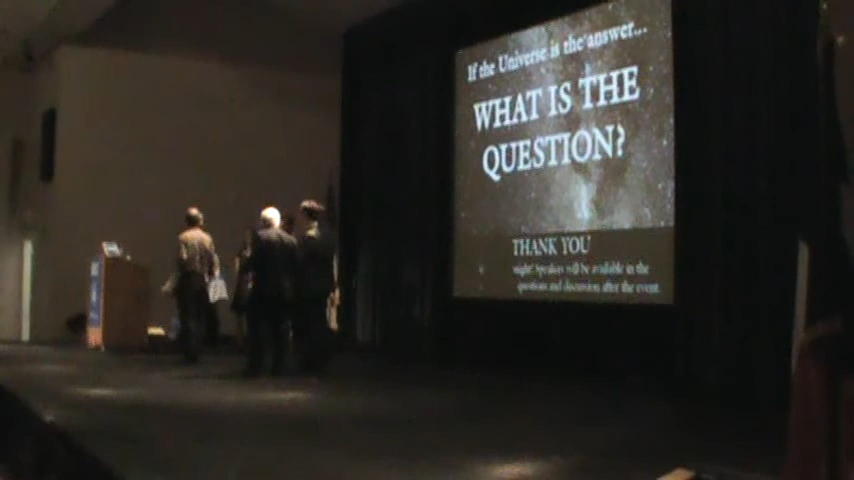 If the Universe is the answer...
WHAT IS THE
QUESTION?
THANK YOU
night! Speakers will be available in the
questions and discussion after the event.